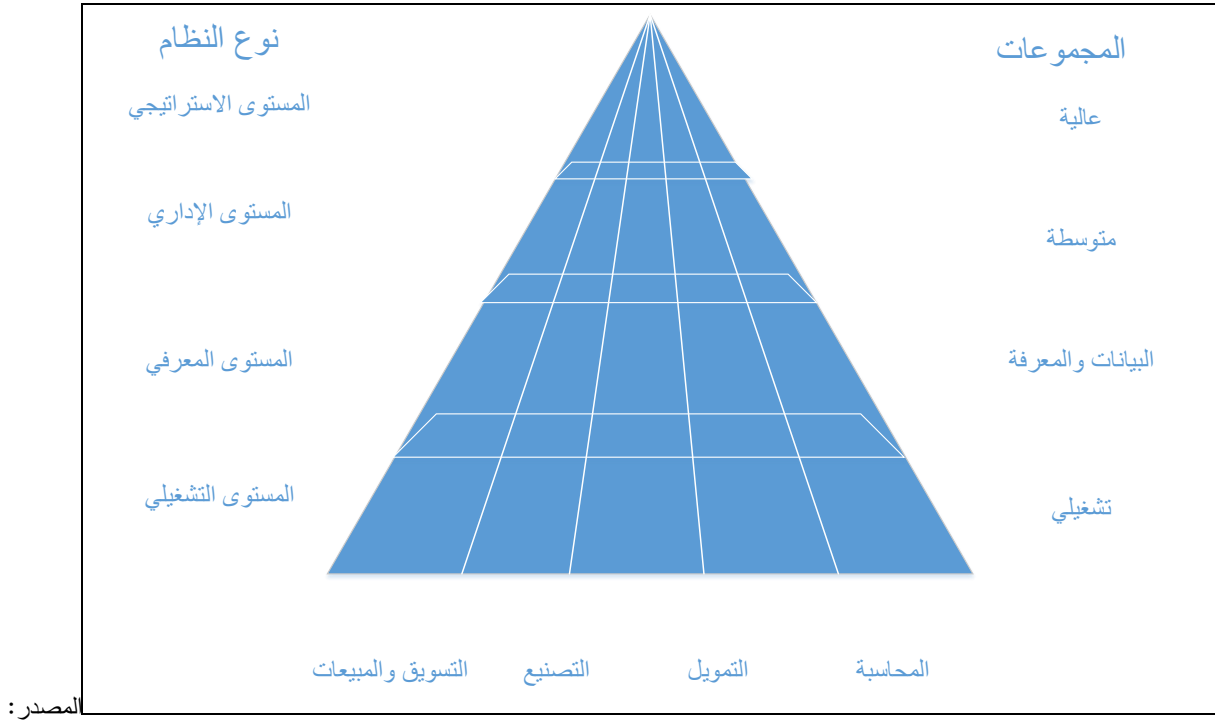 المجموعات
نوع النظام
عالية
المستوى الاستراتيجي
متوسطة
المستوى الإداري
البيانات والمعرفة
المستوى المعرفي
تشغيلي
المستوى التشغيلي
المحاسبة
التمويل
التصنيع
التسويق والمبيعات
المصدر: